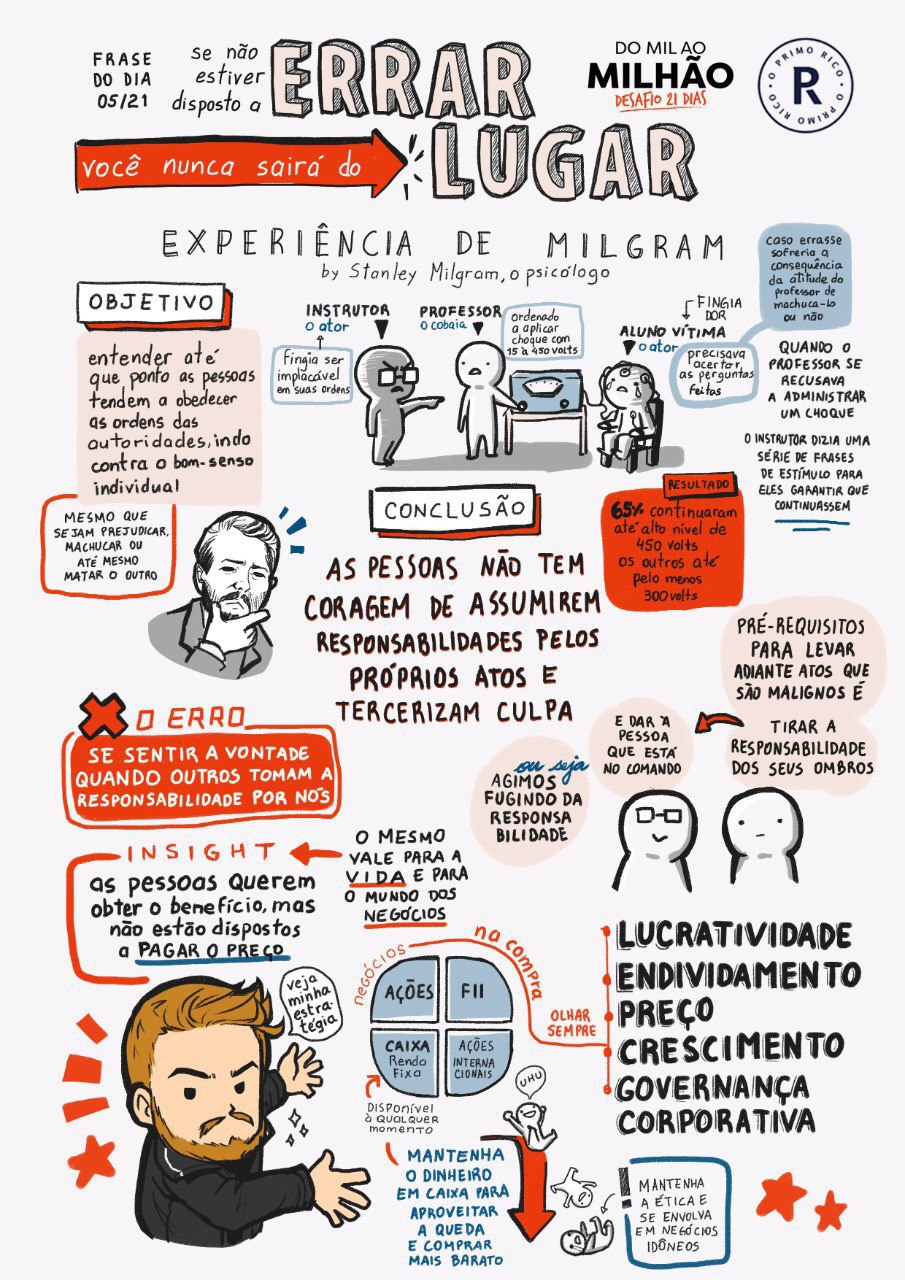 FRASE
DO DIA
05/21
se não
estiver
disposto a
ERRAR
você nunca sairá do
LUGAR
DO MIL AO
MILHÃO
DESAFIO 21 DIAS
O PRIMO RICO • O PRIMO RICO •
PR
EXPERIÊNCIA DE MILGRAM
by Stanley Milgram, o psicólogo
OBJETIVO
entender até
que ponto as pessoas
tendem a obedecer
as ordens das
autoridades, indo
contra o bom-senso
individual
MESMO QUE
SEJAM PREJUDICAR,
MACHUCAR OU
ATÉ MESMO
MATAR O OUTRO
INSTRUTOR
o ator
Fingia ser
implacável
em suas ordens
PROFESSOR
o cobaia
ordenado
a aplicar
choque com
15 à 450 volts
FINGIA
DOR
ALUNO VÍTIMA
o ator
precisava
acertar
as perguntas
feitas
caso errasse
sofreria a
consequência
da atitude do
professor de
machuca-lo
ou não
QUANDO O
PROFESSOR SE
RECUSAVA
A ADMINISTRAR
UM CHOQUE
O INSTRUTOR DIZIA UMA
SÉRIE DE FRASES
DE ESTÍMULO PARA
ELES GARANTIR QUE
CONTINUASSEM
RESULTADO
65% continuaram
até alto nível de
450 volts
os outros até
pelo menos
300 volts
CONCLUSÃO
AS PESSOAS NÃO TEM
CORAGEM DE ASSUMIREM
RESPONSABILIDADES PELOS
PRÓPRIOS ATOS E
TERCERIZAM CULPA
PRÉ-REQUISITOS
PARA LEVAR
ADIANTE ATOS QUE
SÃO MALIGNOS É
TIRAR A
RESPONSABILIDADE
DOS SEUS OMBROS
E DAR À
PESSOA
QUE ESTÁ
NO COMANDO
ou seja
AGIMOS
FUGINDO DA
RESPONSA
BILIDADE
O ERRO
SE SENTIR A VONTADE
QUANDO OUTROS TOMAM A
RESPONSABILIDADE POR NÓS
INSIGHT
as pessoas querem
obter o benefício, mas
não estão dispostos
a PAGAR O PREÇO
O MESMO
VALE PARA A
VIDA E PARA
O MUNDO DOS
NEGÓCIOS
veja
minha
estra-
tégia
NEGÓCIOS
na compra
AÇÕES
FII
CAIXA
Renda
Fixa
AÇÕES
INTERNA
CIONAIS
OLHAR
SEMPRE
LUCRATIVIDADE
ENDIVIDAMENTO
PREÇO
CRESCIMENTO
GOVERNANÇA
CORPORATIVA
DISPONÍVEL
À QUALQUER
MOMENTO
MANTENHA
O DINHEIRO
EM CAIXA PARA
APROVEITAR
A QUEDA
E COMPRAR
MAIS BARATO
UHU
!
MANTENHA
A ÉTICA E
SE ENVOLVA
EM NEGÓCIOS
IDÔNEOS